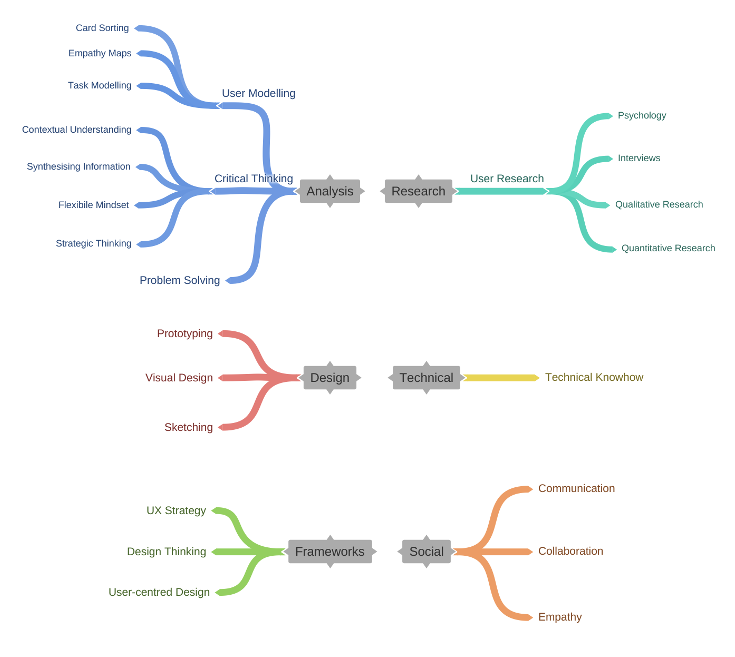 Card Sorting
Empathy Maps
Task Modelling
User Modelling
Contextual Understanding
Synthesising Information
Flexibile Mindset
Strategic Thinking
Critical Thinking
Problem Solving
Analysis
Research
User Research
Psychology
Interviews
Qualitative Research
Quantitative Research
Prototyping
Visual Design
Sketching
Design
Technical
Technical Knowhow
UX Strategy
Design Thinking
User-centred Design
Frameworks
Social
Communication
Collaboration
Empathy